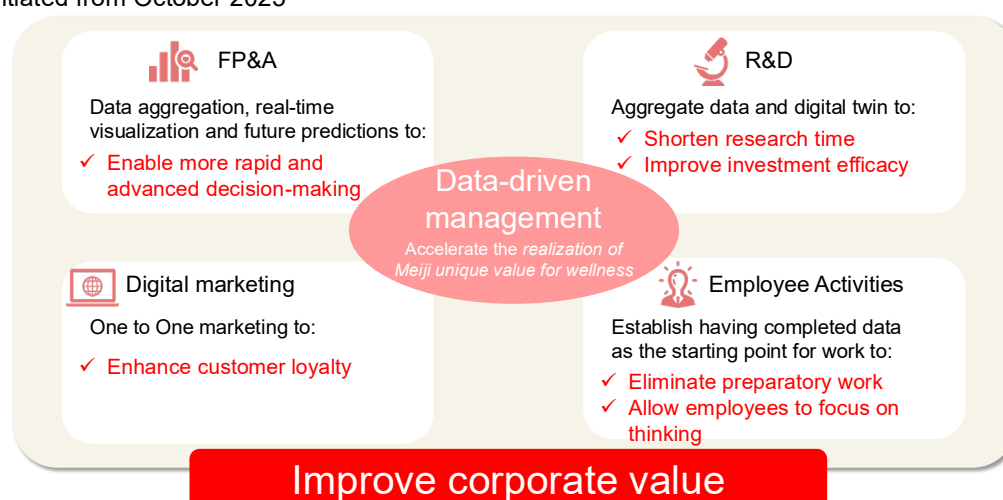 from October 2025
FP&A
Data aggregation, real-time
visualization and future predictions to:
✓ Enable more rapid and
advanced decision-making
R&D
Aggregate data and digital twin to:
✓ Shorten research time
✓ Improve investment efficacy
Data-driven
management
Accelerate the realization of
Meiji unique value for wellness
Digital marketing
One to One marketing to:
✓ Enhance customer loyalty
Employee Activities
Establish having completed data
as the starting point for work to:
✓ Eliminate preparatory work
✓ Allow employees to focus on
thinking
Improve corporate value